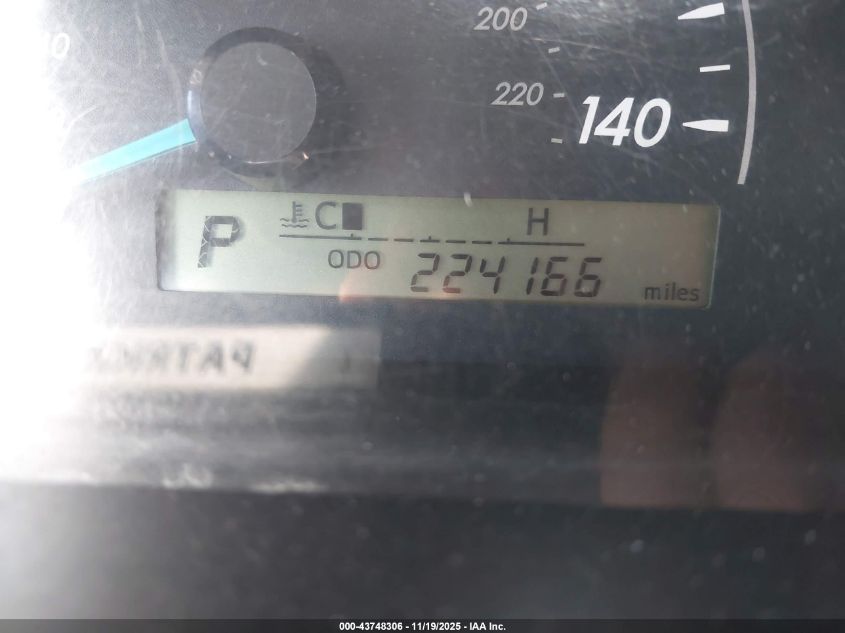 200
220
140
P
C H
ODO 224166 miles
000-43748306 - 11/19/2025 - IAA Inc.